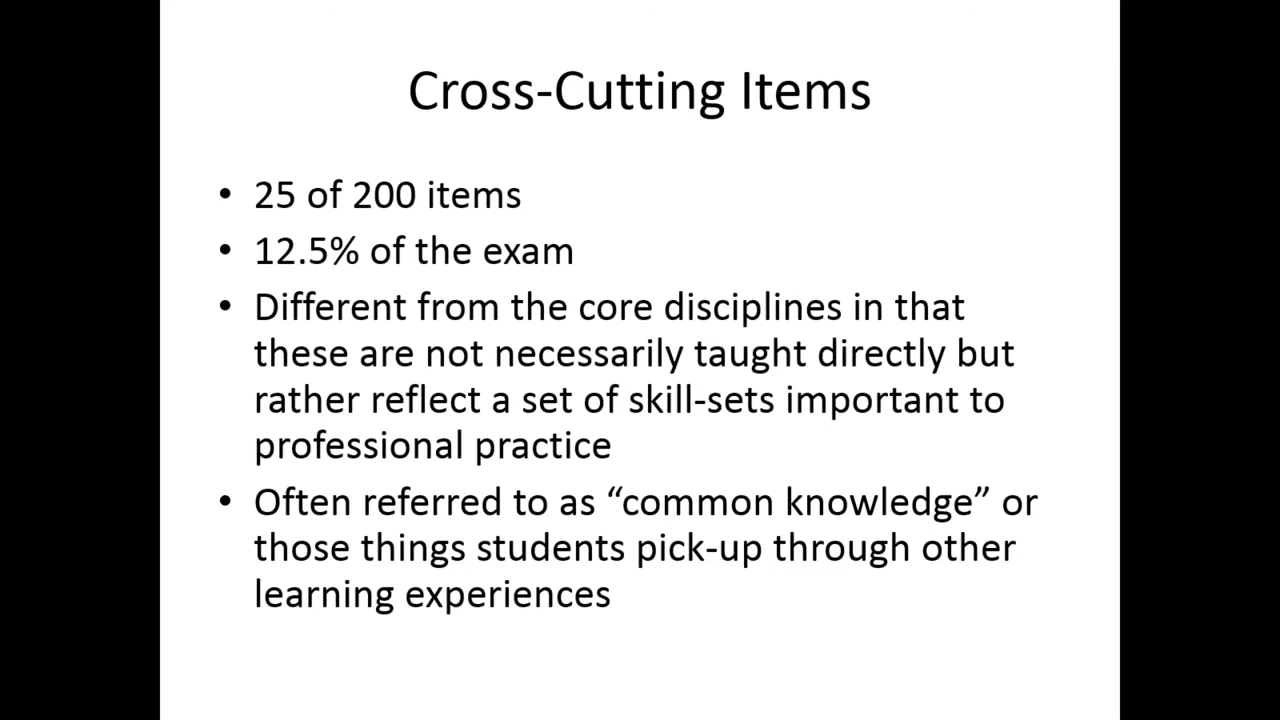 Cross-Cutting Items
• 25 of 200 items
• 12.5% of the exam
• Different from the core disciplines in that
these are not necessarily taught directly but
rather reflect a set of skill-sets important to
professional practice
• Often referred to as “common knowledge” or
those things students pick-up through other
learning experiences